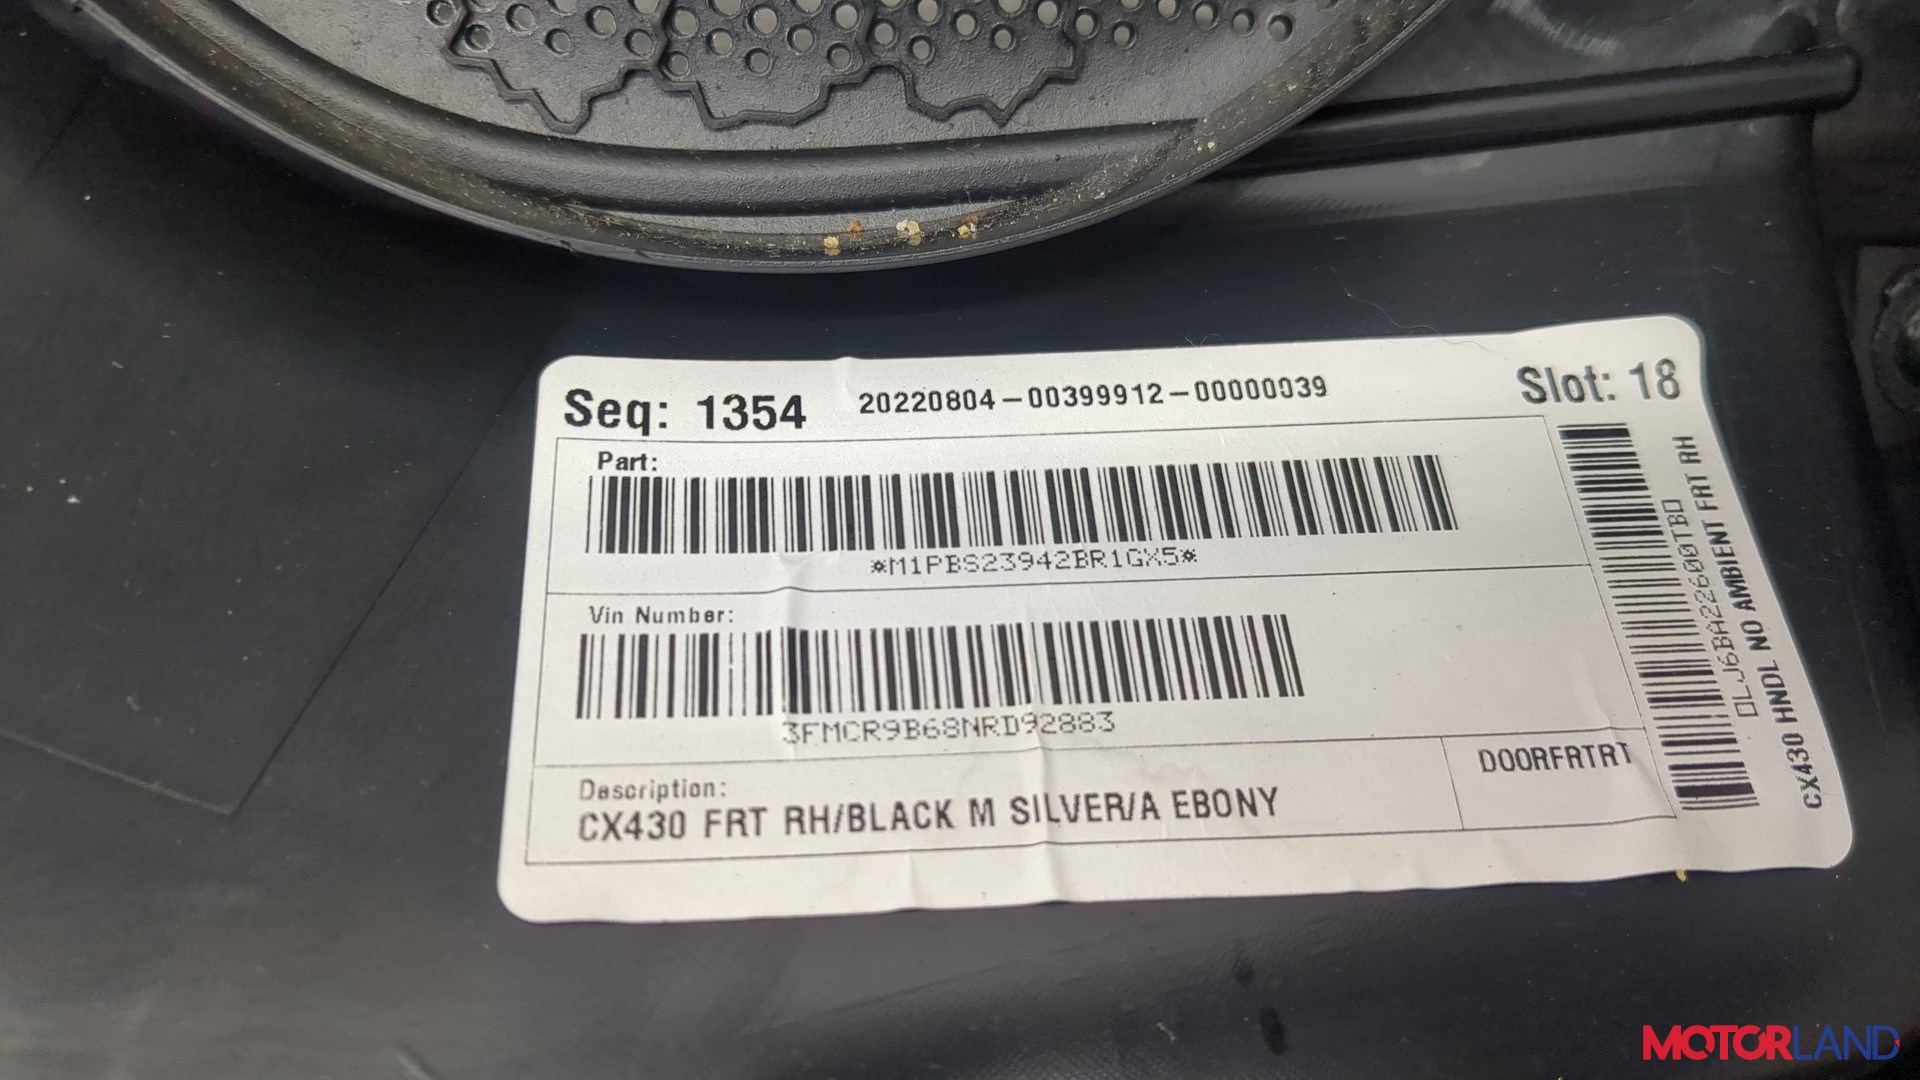 Seq: 1354 20220804-00399912-00000039 Slot: 18
Part:
*M1PBS23942BR1GX5*
Vin Number:
3FMCR9B68NRD92883
Description:
CX430 FRT RH/BLACK M SILVER/A EBONY
DOORFRTRT
CX430 HNDL NO AMBIENT FRT RH
MOTORLAND